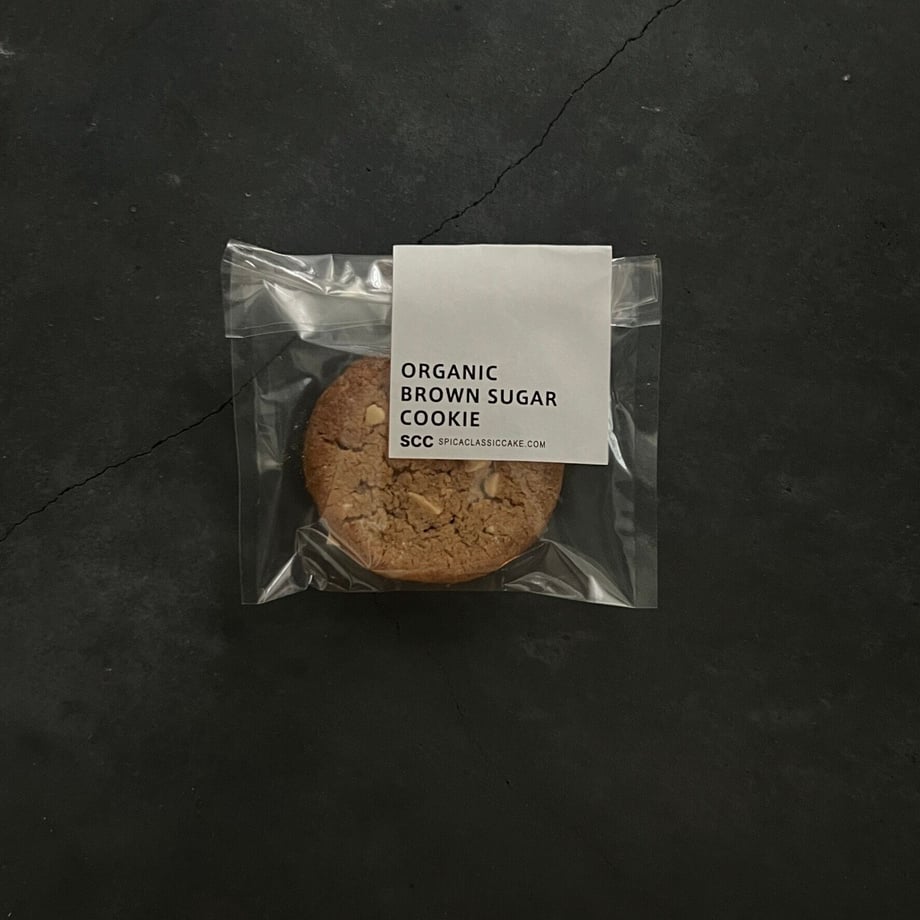 ORGANIC
BROWN SUGAR
COOKIE
SCC SPICACLASSICCAKE.COM